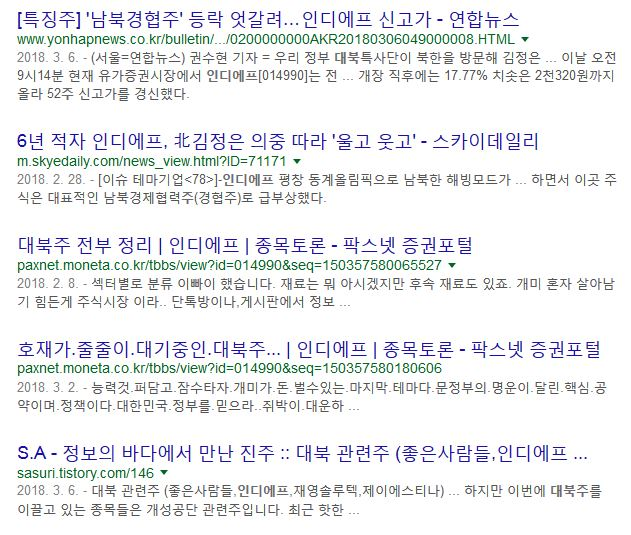 [특징주] '남북경협주' 등락 엇갈려…인디에프 신고가 - 연합뉴스
www.yonhapnews.co.kr/bulletin/.../0200000000AKR20180306049000008.HTML
2018. 3. 6. - (서울=연합뉴스) 권수현 기자 = 우리 정부 대북특사단이 북한을 방문해 김정은 ... 이날 오전
9시14분 현재 유가증권시장에서 인디에프[014990]는 전 ... 개장 직후에는 17.77% 치솟은 2천320원까지
올라 52주 신고가를 경신했다.
6년 적자 인디에프, 北김정은 의중 따라 '울고 웃고' - 스카이데일리
m.skyedaily.com/news_view.html?ID=71171
2018. 2. 28. - [이슈 테마기업<78>]-인디에프 평창 동계올림픽으로 남북한 해빙모드가 ... 하면서 이곳 주
식은 대표적인 남북경제협력주(경협주)로 급부상했다.
대북주 전부 정리 | 인디에프 | 종목토론 - 팍스넷 증권포털
paxnet.moneta.co.kr/tbbs/view?id=014990&seq=150357580065527
2018. 2. 8. - 섹터별로 분류 이빠이 했습니다. 재료는 뭐 아시겠지만 후속 재료도 있죠. 개미 혼자 살아남
기 힘든게 주식시장 이라.. 단톡방이나,게시판에서 정보 ...
호재가.줄줄이.대기중인.대북주... | 인디에프 | 종목토론 - 팍스넷 증권포털
paxnet.moneta.co.kr/tbbs/view?id=014990&seq=150357580180606
2018. 3. 2. - 능력것.퍼담고.잠수타자.개미가.돈.벌수있는.마지막.테마다.문정부의.명운이.달린.핵심.공
약이며.정책이다.대한민국.정부를.믿으라..쥐박이.대운하 ...
S.A - 정보의 바다에서 만난 진주 :: 대북 관련주 (좋은사람들,인디에프 ...
sasuri.tistory.com/146
2018. 3. 6. - 대북 관련주 (좋은사람들,인디에프,재영솔루텍,제이에스티나) ... 하지만 이번에 대북주를
이끌고 있는 종목들은 개성공단 관련주입니다. 최근 핫한 ...